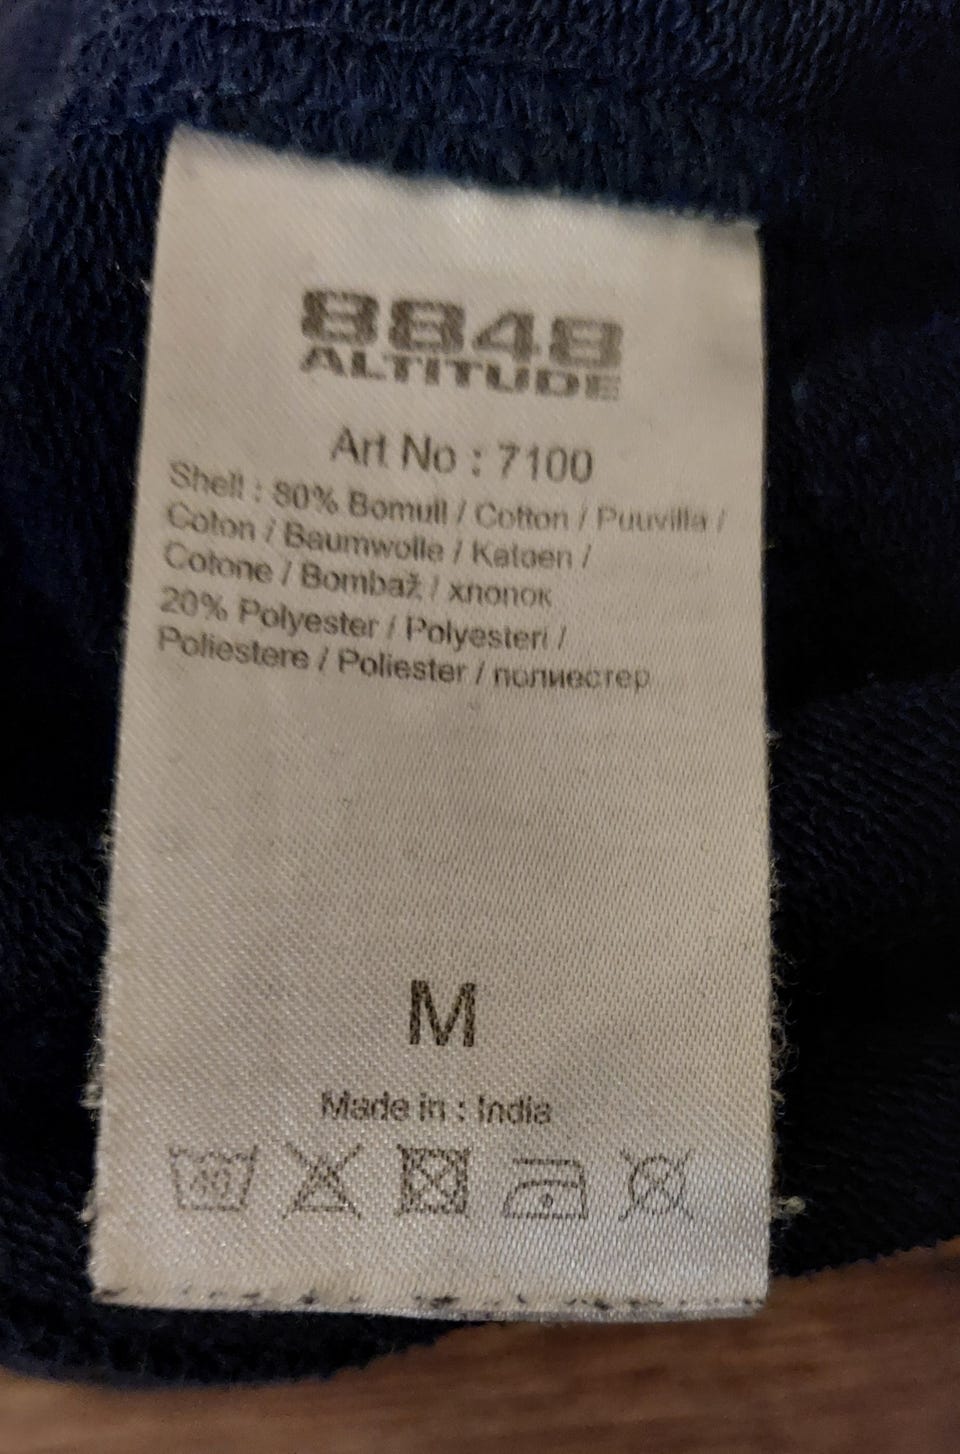 8848
ALTITUDE
Art No : 7100
Shell : 80% Bomull / Cotton / Puuvilla /
Coton / Baumwolle / Katoen /
Cotone / Bombaž / хлопок
20% Polyester / Polyesteri /
Poliestere / Poliester / полиестер
M
Made in : India
40